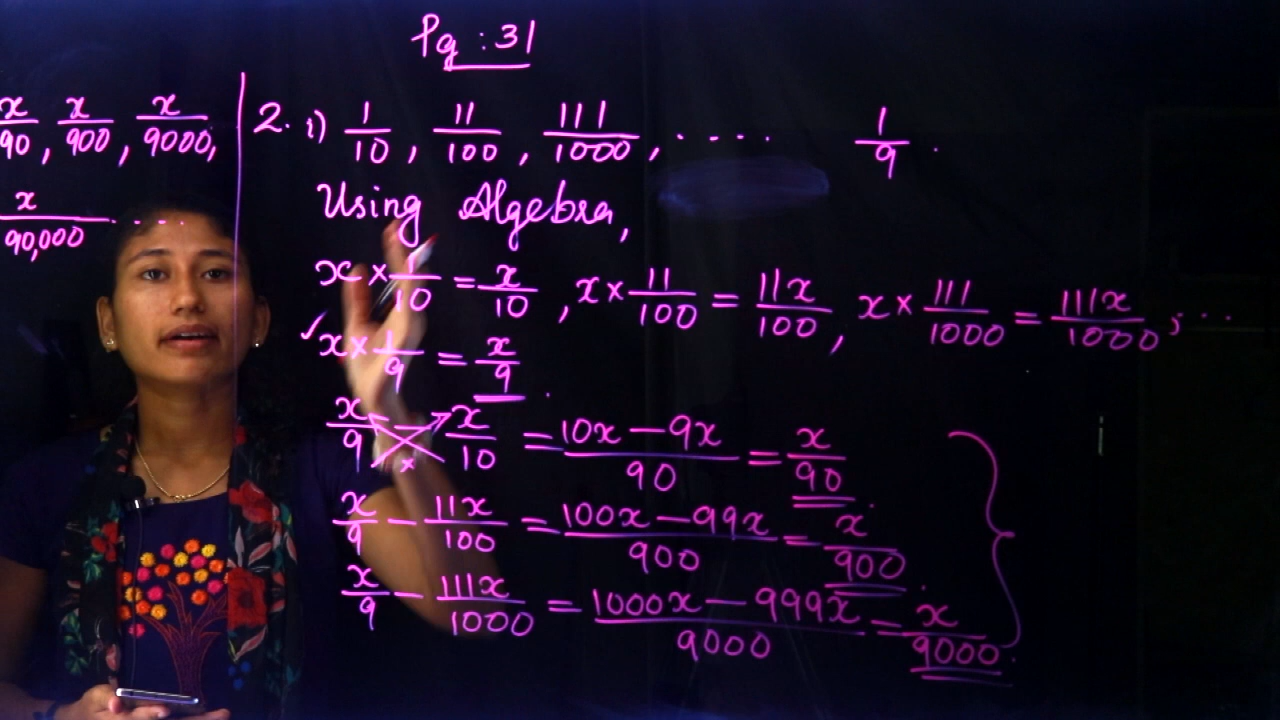 Pg : 31
x/90, x/900, x/9000,
x/90,000 ....
2. i) 1/10, 11/100, 111/1000, .... 1/9.
Using Algebra,
x × 1/10 = x/10, x × 11/100 = 11x/100, x × 111/1000 = 111x/1000, ...
✓ x × 1/9 = x/9.
x/9 - x/10 = 10x - 9x/90 = x/90.
x/9 - 11x/100 = 100x - 99x/900 = x/900.
x/9 - 111x/1000 = 1000x - 999x/9000 = x/9000.